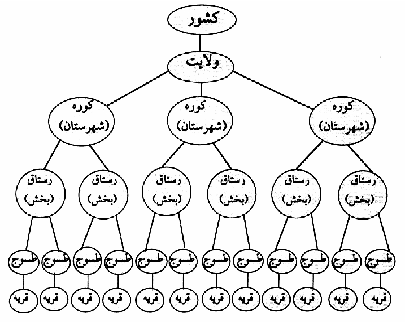 کشور
ولایت
کوره کوره کوره
(شهرستان) (شهرستان) (شهرستان)
رستاق رستاق رستاق رستاق رستاق رستاق
(بخش) (بخش) (بخش) (بخش) (بخش) (بخش)
طسوج طسوج طسوج طسوج طسوج طسوج طسوج طسوج طسوج طسوج طسوج طسوج
قریه قریه قریه قریه قریه قریه قریه قریه قریه قریه قریه قریه